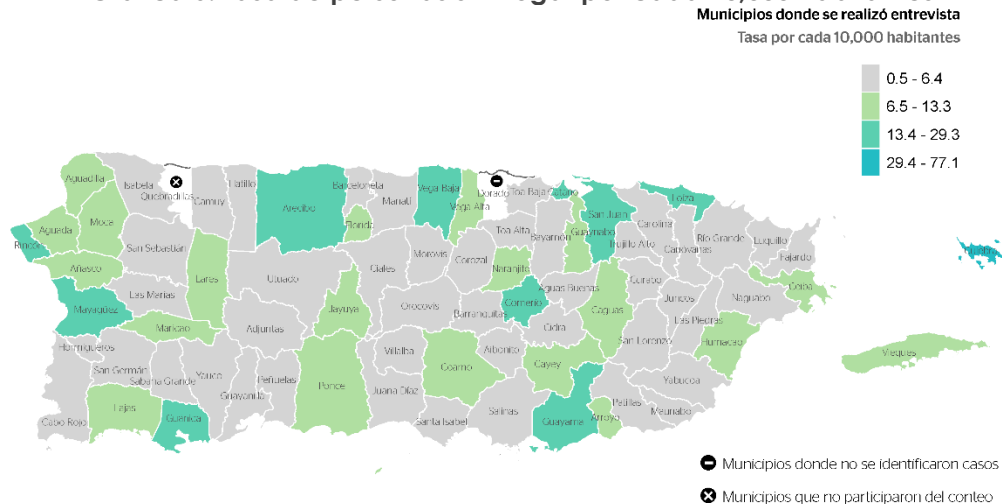 Municipios donde se realizó entrevista
Tasa por cada 10,000 habitantes
0.5 - 6.4
6.5 - 13.3
13.4 - 29.3
29.4 - 77.1
Aguadilla
Isabela
Quebradillas
Camuy
Hatillo
Arecibo
Barceloneta
Manatí
Vega Baja
Vega Alta
Dorado
Toa Baja
Cataño
San Juan
Loíza
Moca
Aguada
Rincón
Añasco
San Sebastián
Lares
Utuado
Florida
Ciales
Morovis
Corozal
Toa Alta
Naranjito
Bayamón
Guaynabo
Trujillo Alto
Carolina
Canóvanas
Río Grande
Luquillo
Fajardo
Culebra
Ceiba
Vieques
Mayagüez
Las Marías
Maricao
Adjuntas
Jayuya
Orocovis
Barranquitas
Comerío
Aguas Buenas
Caguas
Gurabo
Juncos
Naguabo
Las Piedras
Humacao
Hormigueros
San Germán
Sabana Grande
Yauco
Guayanilla
Peñuelas
Ponce
Villalba
Juana Díaz
Coamo
Aibonito
Cidra
Cayey
San Lorenzo
Yabucoa
Cabo Rojo
Lajas
Guánica
Santa Isabel
Salinas
Guayama
Arroyo
Patillas
Maunabo
Municipios donde no se identificaron casos
Municipios que no participaron del conteo